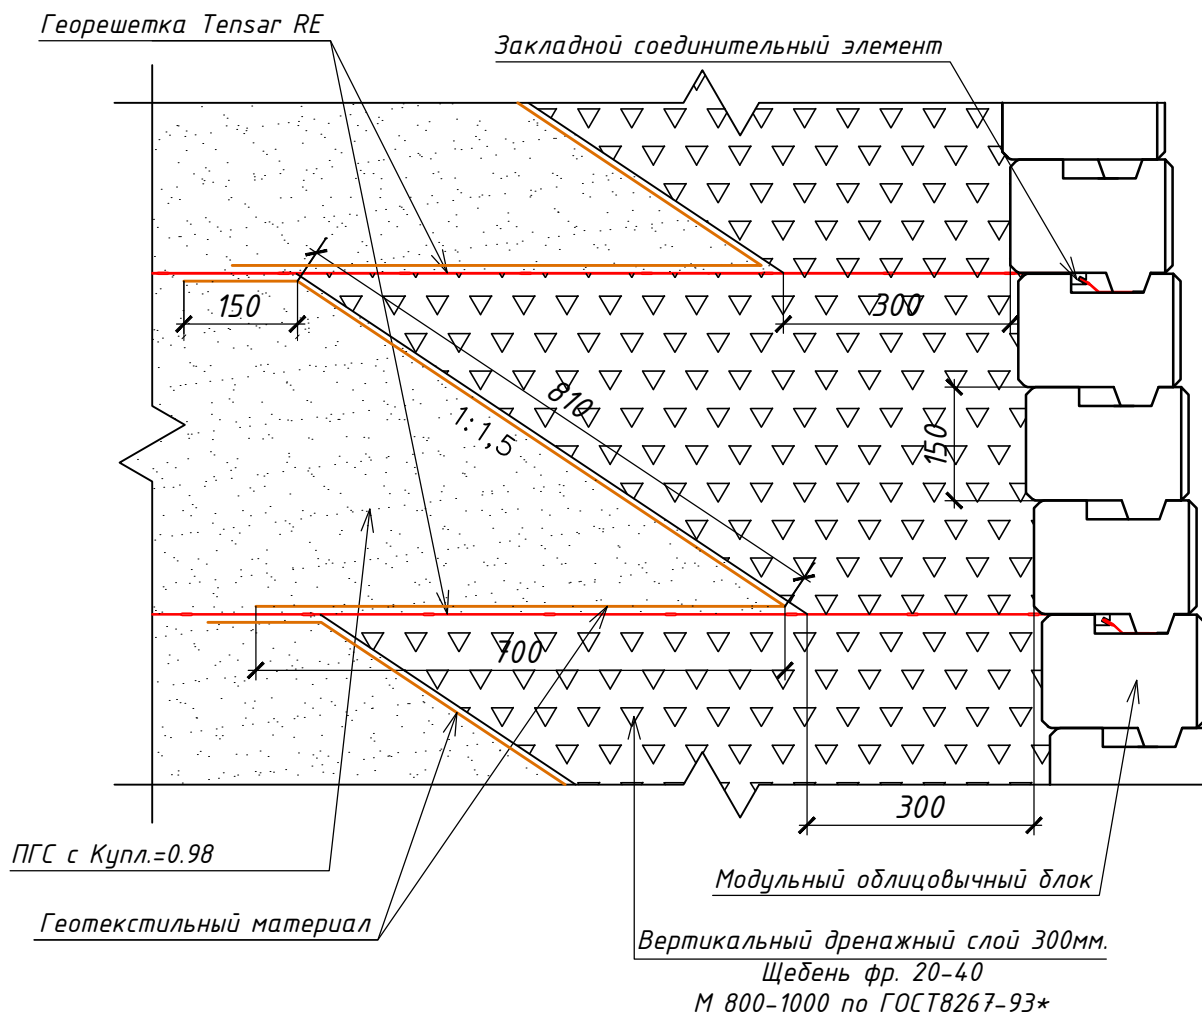 Георешетка Tensar RE
Закладной соединительный элемент
150
300
810
1:1,5
150
700
300
ПГС с Купл.=0.98
Модульный облицовычный блок
Геотекстильный материал
Вертикальный дренажный слой 300мм.
Щебень фр. 20-40
М 800-1000 по ГОСТ8267-93*